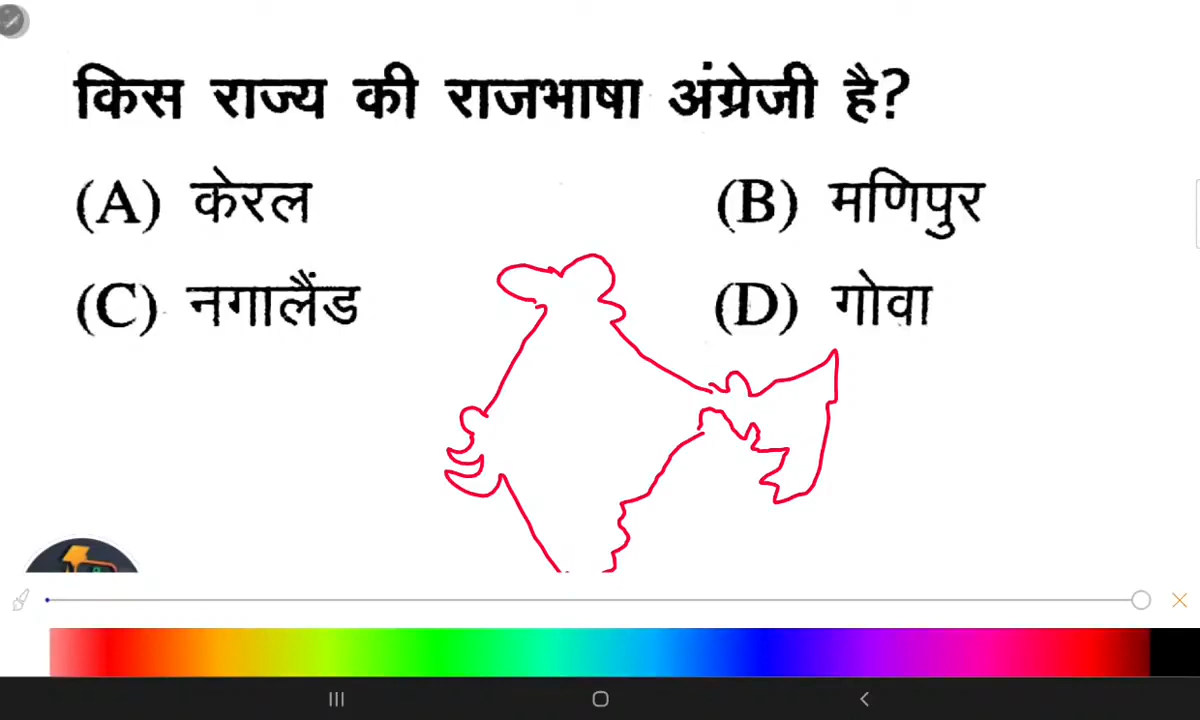 किस राज्य की राजभाषा अंग्रेजी है?
(A) केरल (B) मणिपुर
(C) नगालैंड (D) गोवा